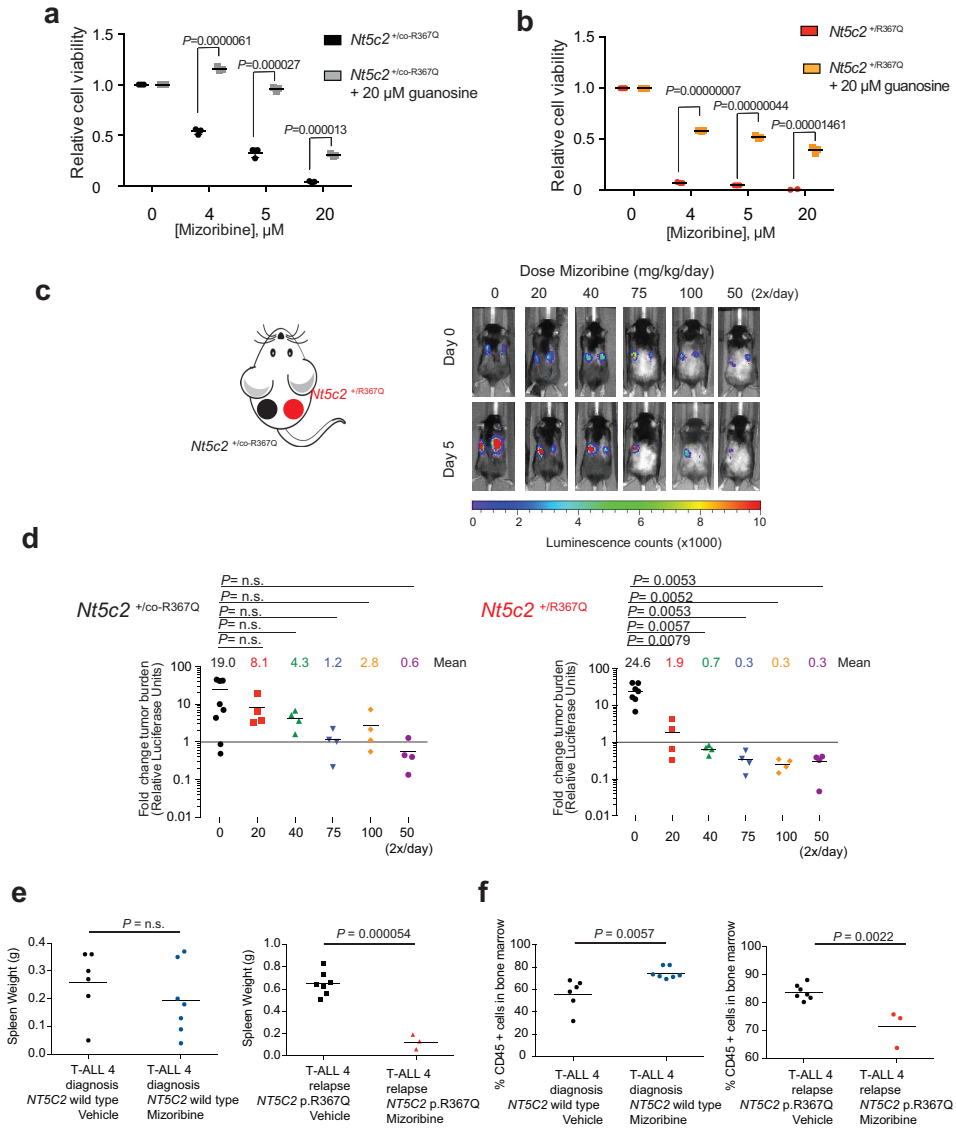 a
Relative cell viability
1.5
1.0
0.5
0
P=0.0000061
P=0.000027
P=0.000013
Nt5c2 +/co-R367Q
Nt5c2 +/co-R367Q
+ 20 µM guanosine
0 4 5 20
[Mizoribine], µM
b
Relative cell viability
1.5
1.0
0.5
0
P=0.00000007
P=0.00000044
P=0.00001461
Nt5c2 +/R367Q
Nt5c2 +/R367Q
+ 20 µM guanosine
0 4 5 20
[Mizoribine], µM
c
Nt5c2 +/R367Q
Nt5c2 +/co-R367Q
Dose Mizoribine (mg/kg/day)
0 20 40 75 100 50 (2x/day)
Day 0
Day 5
0 2 4 6 8 10
Luminescence counts (x1000)
d
Nt5c2 +/co-R367Q
P= n.s.
P= n.s.
P= n.s.
P= n.s.
P= n.s.
19.0 8.1 4.3 1.2 2.8 0.6 Mean
Fold change tumor burden
(Relative Luciferase Units)
100
10
1
0.1
0.01
0 20 40 75 100 50
(2x/day)
Nt5c2 +/R367Q
P= 0.0053
P= 0.0052
P= 0.0053
P= 0.0057
P= 0.0079
24.6 1.9 0.7 0.3 0.3 0.3 Mean
Fold change tumor burden
(Relative Luciferase Units)
100
10
1
0.1
0.01
0 20 40 75 100 50
(2x/day)
e
Spleen Weight (g)
0.4
0.3
0.2
0.1
0.0
P = n.s.
T-ALL 4 T-ALL 4
diagnosis diagnosis
NT5C2 wild type NT5C2 wild type
Vehicle Mizoribine
Spleen Weight (g)
1.0
0.8
0.6
0.4
0.2
0.0
P = 0.000054
T-ALL 4 T-ALL 4
relapse relapse
NT5C2 p.R367Q NT5C2 p.R367Q
Vehicle Mizoribine
f
% CD45 + cells in bone marrow
100
80
60
40
20
0
P = 0.0057
T-ALL 4 T-ALL 4
diagnosis diagnosis
NT5C2 wild type NT5C2 wild type
Vehicle Mizoribine
% CD45 + cells in bone marrow
100
90
80
70
60
P = 0.0022
T-ALL 4 T-ALL 4
relapse relapse
NT5C2 p.R367Q NT5C2 p.R367Q
Vehicle Mizoribine